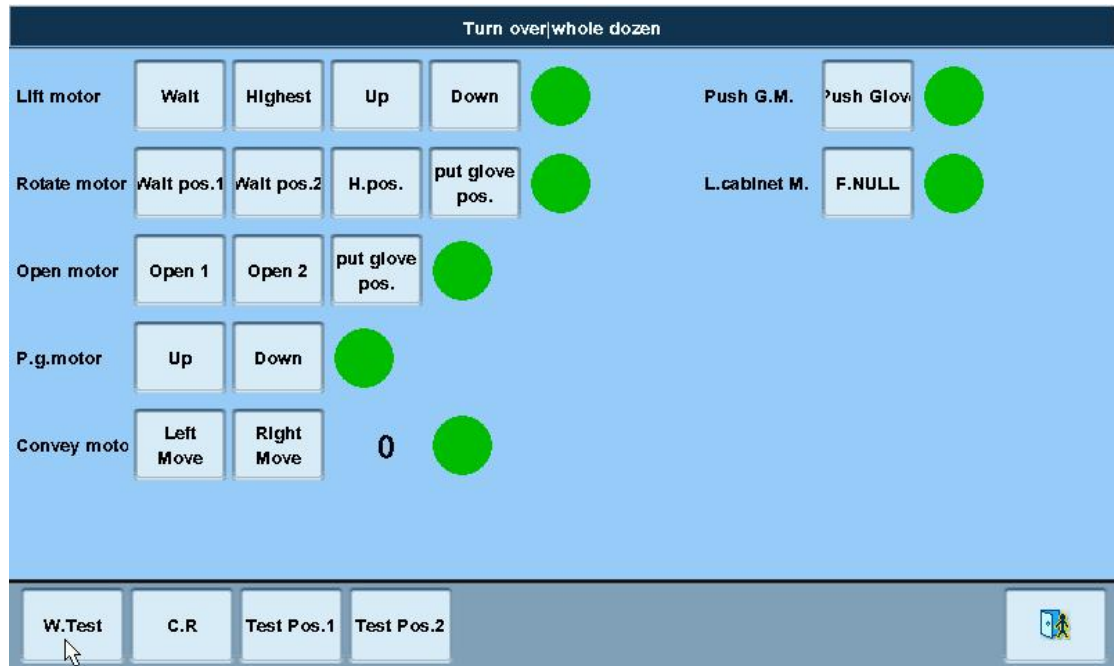 Turn over|whole dozen
Lift motor Wait Highest Up Down Push G.M. Push Glov
Rotate motor Wait pos.1 Wait pos.2 H.pos. put glove pos. L.cabinet M. F.NULL
Open motor Open 1 Open 2 put glove pos.
P.g.motor Up Down
Convey moto Left Move Right Move 0
W.Test C.R Test Pos.1 Test Pos.2